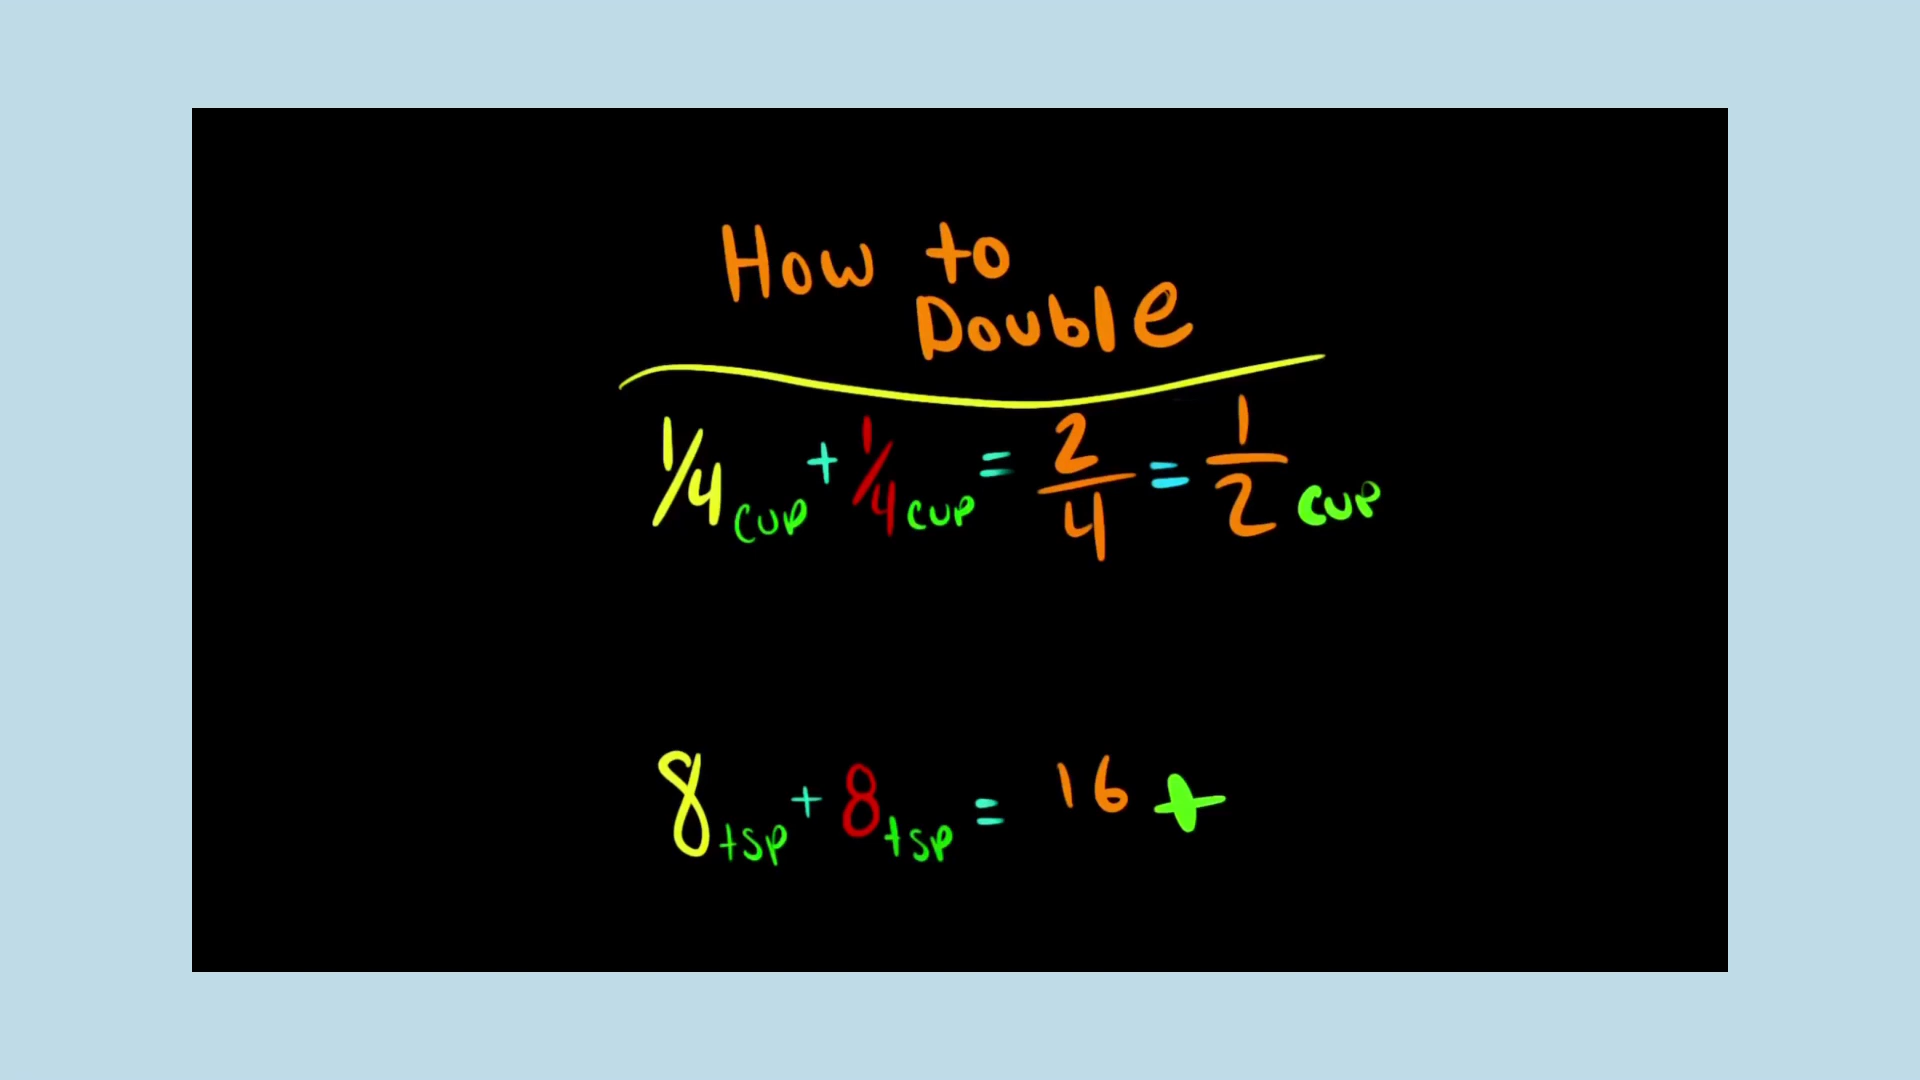 How to
Double
1/4 cup + 1/4 cup = 2/4 = 1/2 cup
8 tsp + 8 tsp = 16 t